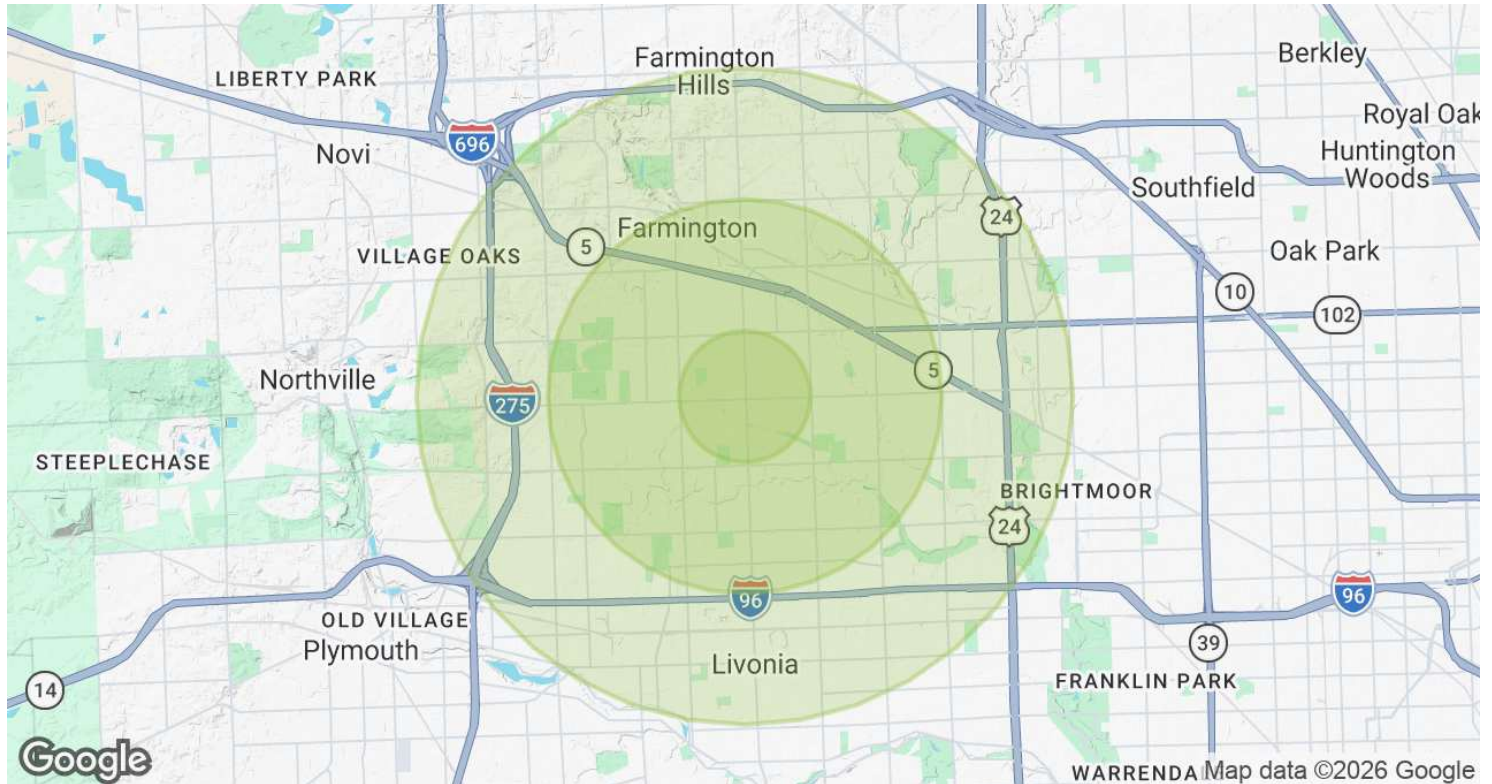 Farmington
Hills
Berkley
LIBERTY PARK
Royal Oak
696
Novi
Huntington
Woods
Southfield
24
Farmington
5
VILLAGE OAKS
Oak Park
10
102
Northville
275
5
STEEPLECHASE
BRIGHTMOOR
24
96
96
OLD VILLAGE
Plymouth
39
Livonia
14
FRANKLIN PARK
Google
WARRENDA
Map data ©2026 Google